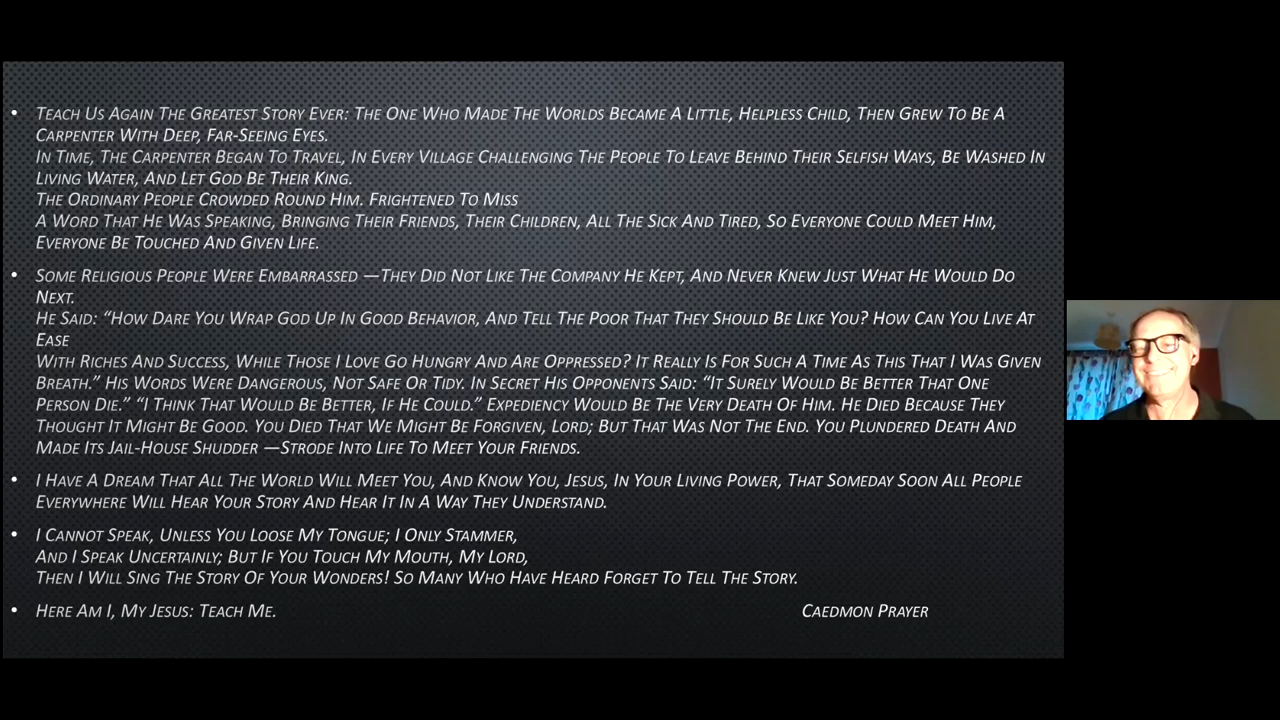 • Teach Us Again The Greatest Story Ever: The One Who Made The Worlds Became A Little, Helpless Child, Then Grew To Be A
Carpenter With Deep, Far-Seeing Eyes.
In Time, The Carpenter Began To Travel, In Every Village Challenging The People To Leave Behind Their Selfish Ways, Be Washed In
Living Water, And Let God Be Their King.
The Ordinary People Crowded Round Him. Frightened To Miss
A Word That He Was Speaking, Bringing Their Friends, Their Children, All The Sick And Tired, So Everyone Could Meet Him,
Everyone Be Touched And Given Life.
• Some Religious People Were Embarrassed —They Did Not Like The Company He Kept, And Never Knew Just What He Would Do
Next.
He Said: “How Dare You Wrap God Up In Good Behavior, And Tell The Poor That They Should Be Like You? How Can You Live At
Ease
With Riches And Success, While Those I Love Go Hungry And Are Oppressed? It Really Is For Such A Time As This That I Was Given
Breath.” His Words Were Dangerous, Not Safe Or Tidy. In Secret His Opponents Said: “It Surely Would Be Better That One
Person Die.” “I Think That Would Be Better, If He Could.” Expediency Would Be The Very Death Of Him. He Died Because They
Thought It Might Be Good. You Died That We Might Be Forgiven, Lord; But That Was Not The End. You Plundered Death And
Made Its Jail-House Shudder —Strode Into Life To Meet Your Friends.
• I Have A Dream That All The World Will Meet You, And Know You, Jesus, In Your Living Power, That Someday Soon All People
Everywhere Will Hear Your Story And Hear It In A Way They Understand.
• I Cannot Speak, Unless You Loose My Tongue; I Only Stammer,
And I Speak Uncertainly; But If You Touch My Mouth, My Lord,
Then I Will Sing The Story Of Your Wonders! So Many Who Have Heard Forget To Tell The Story.
• Here Am I, My Jesus: Teach Me. Caedmon Prayer